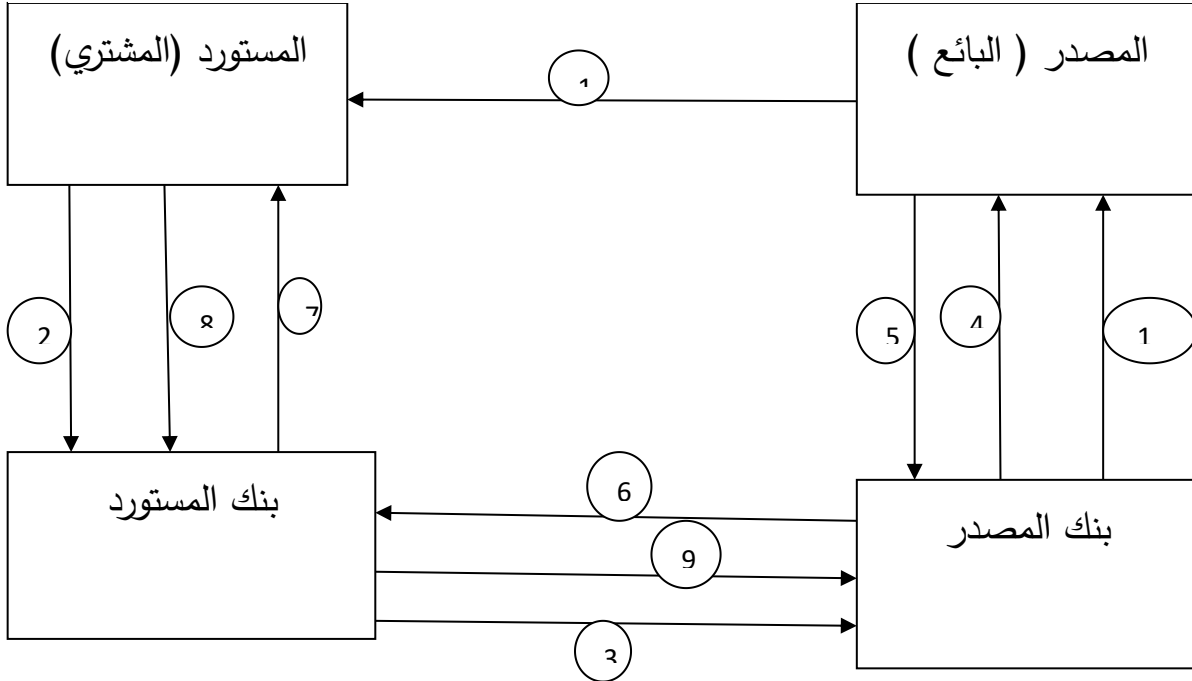 المصدر ( البائع )
المستورد (المشتري)
1
2
8
7
5
4
1
بنك المستورد
بنك المصدر
6
9
3